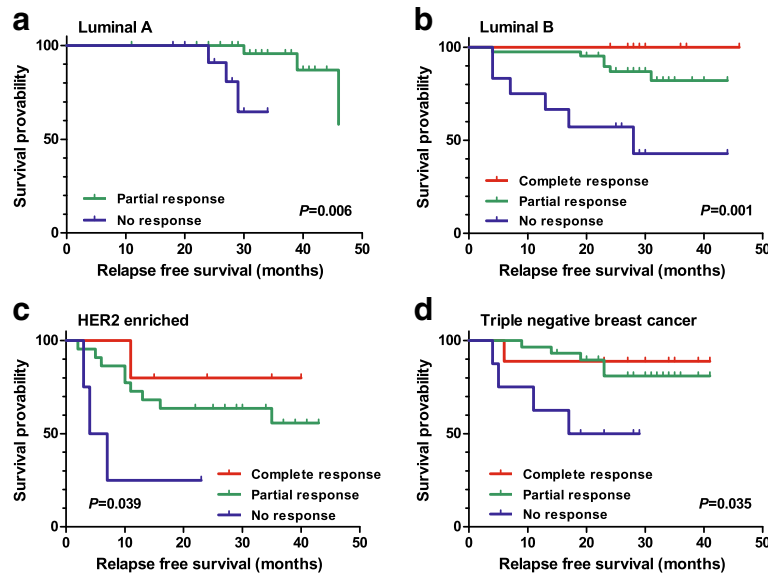 a
Luminal A
Survival provability
100
50
0
Partial response
No response
P=0.006
0 10 20 30 40 50
Relapse free survival (months)
b
Luminal B
Survival provability
100
50
0
Complete response
Partial response
No response
P=0.001
0 10 20 30 40 50
Relapse free survival (months)
c
HER2 enriched
Survival provability
100
50
0
Complete response
Partial response
No response
P=0.039
0 10 20 30 40 50
Relapse free survival (months)
d
Triple negative breast cancer
Survival provability
100
50
0
Complete response
Partial response
No response
P=0.035
0 10 20 30 40 50
Relapse free survival (months)